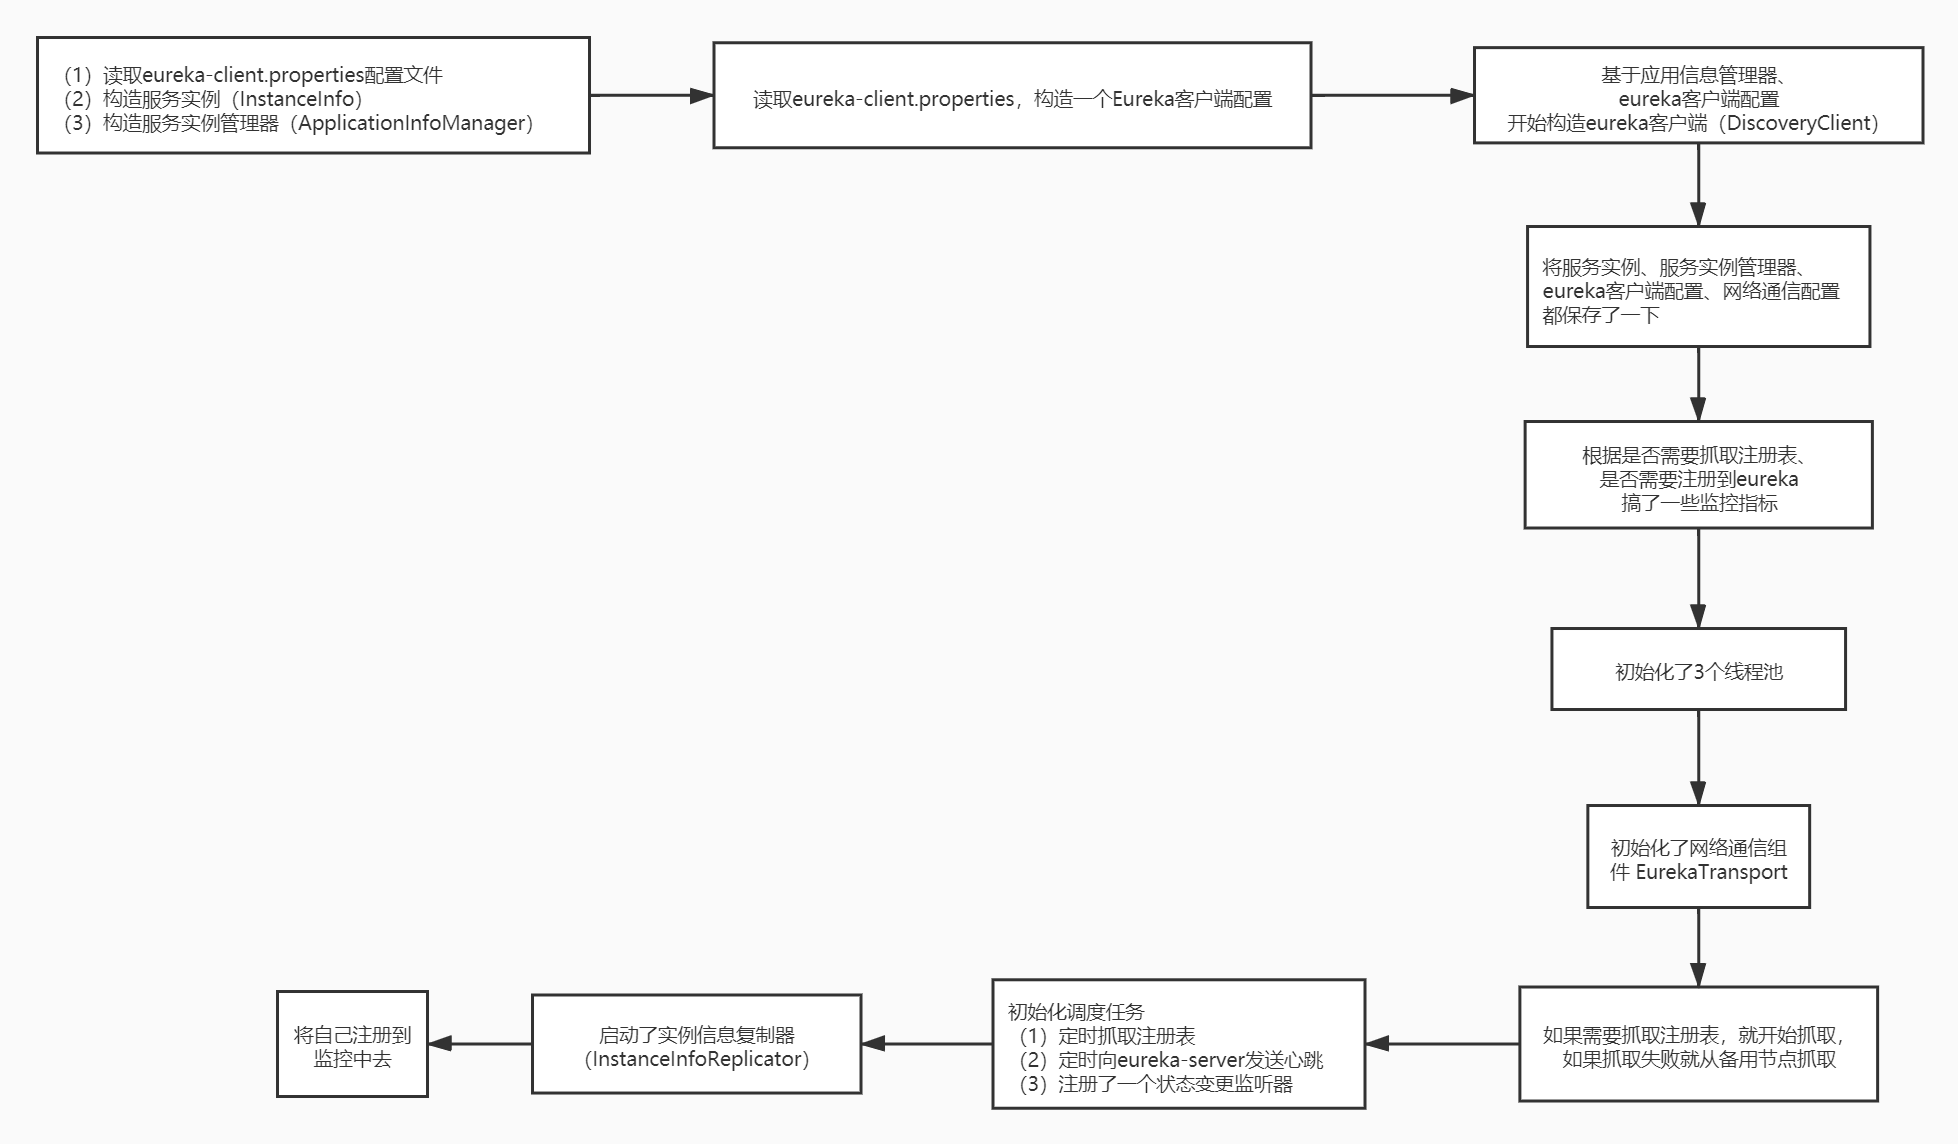 （1）读取eureka-client.properties配置文件
（2）构造服务实例（InstanceInfo）
（3）构造服务实例管理器（ApplicationInfoManager）
读取eureka-client.properties，构造一个Eureka客户端配置
基于应用信息管理器、
eureka客户端配置
开始构造eureka客户端（DiscoveryClient）
将服务实例、服务实例管理器、
eureka客户端配置、网络通信配置
都保存了一下
根据是否需要抓取注册表、
是否需要注册到eureka
搞了一些监控指标
初始化了3个线程池
初始化了网络通信组
件 EurekaTransport
如果需要抓取注册表，就开始抓取，
如果抓取失败就从备用节点抓取
初始化调度任务
（1）定时抓取注册表
（2）定时向eureka-server发送心跳
（3）注册了一个状态变更监听器
启动了实例信息复制器
（InstanceInfoReplicator）
将自己注册到
监控中去